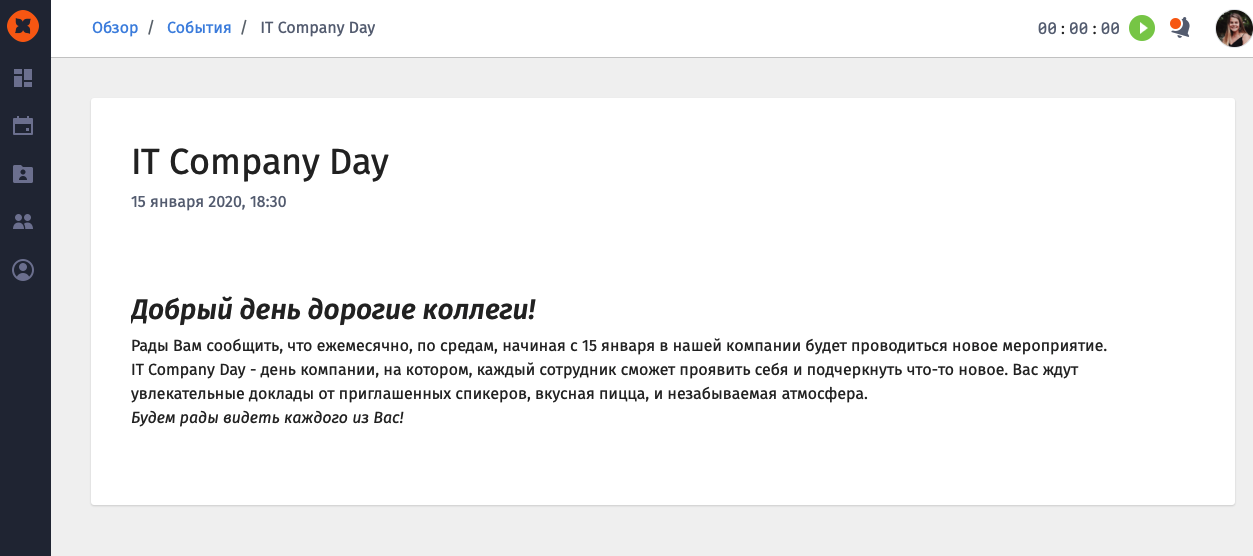 Обзор / События / IT Company Day 00:00:00
IT Company Day
15 января 2020, 18:30
Добрый день дорогие коллеги!
Рады Вам сообщить, что ежемесячно, по средам, начиная с 15 января в нашей компании будет проводиться новое мероприятие.
IT Company Day - день компании, на котором, каждый сотрудник сможет проявить себя и подчеркнуть что-то новое. Вас ждут
увлекательные доклады от приглашенных спикеров, вкусная пицца, и незабываемая атмосфера.
Будем рады видеть каждого из Вас!